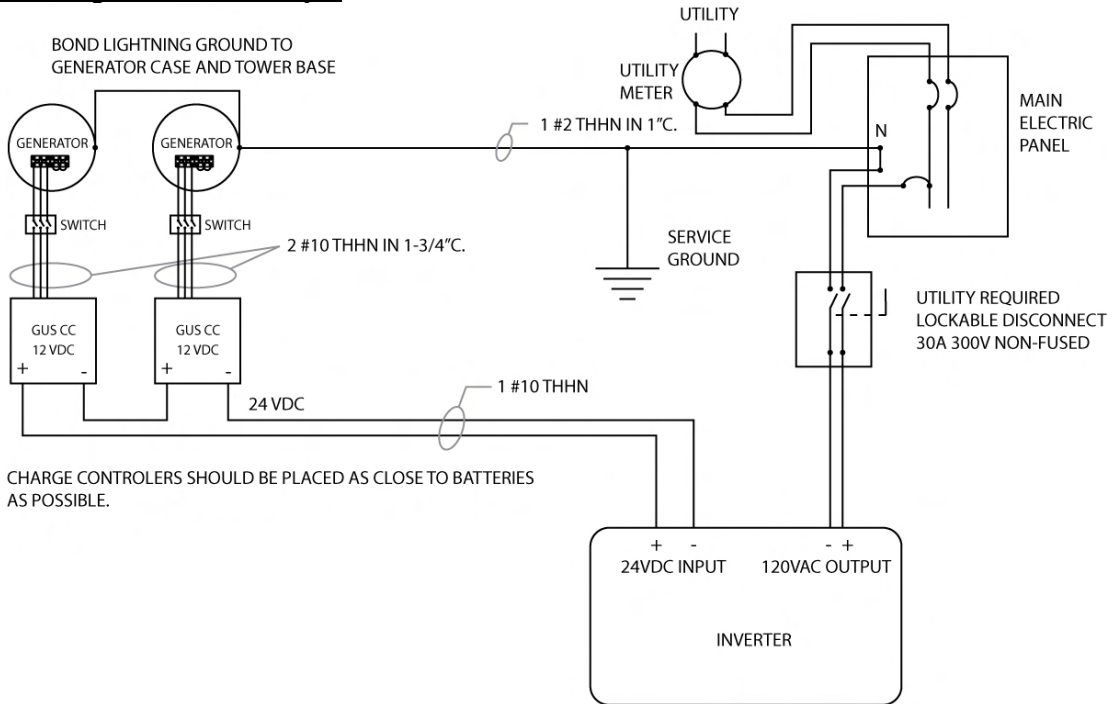 BOND LIGHTNING GROUND TO
GENERATOR CASE AND TOWER BASE
UTILITY
UTILITY
METER
MAIN
ELECTRIC
PANEL
N
1 #2 THHN IN 1"C.
GENERATOR
GENERATOR
SWITCH
SWITCH
2 #10 THHN IN 1-3/4"C.
SERVICE
GROUND
GUS CC
12 VDC
+ -
GUS CC
12 VDC
+ -
24 VDC
1 #10 THHN
UTILITY REQUIRED
LOCKABLE DISCONNECT
30A 300V NON-FUSED
CHARGE CONTROLERS SHOULD BE PLACED AS CLOSE TO BATTERIES
AS POSSIBLE.
+ -
24VDC INPUT
- +
120VAC OUTPUT
INVERTER